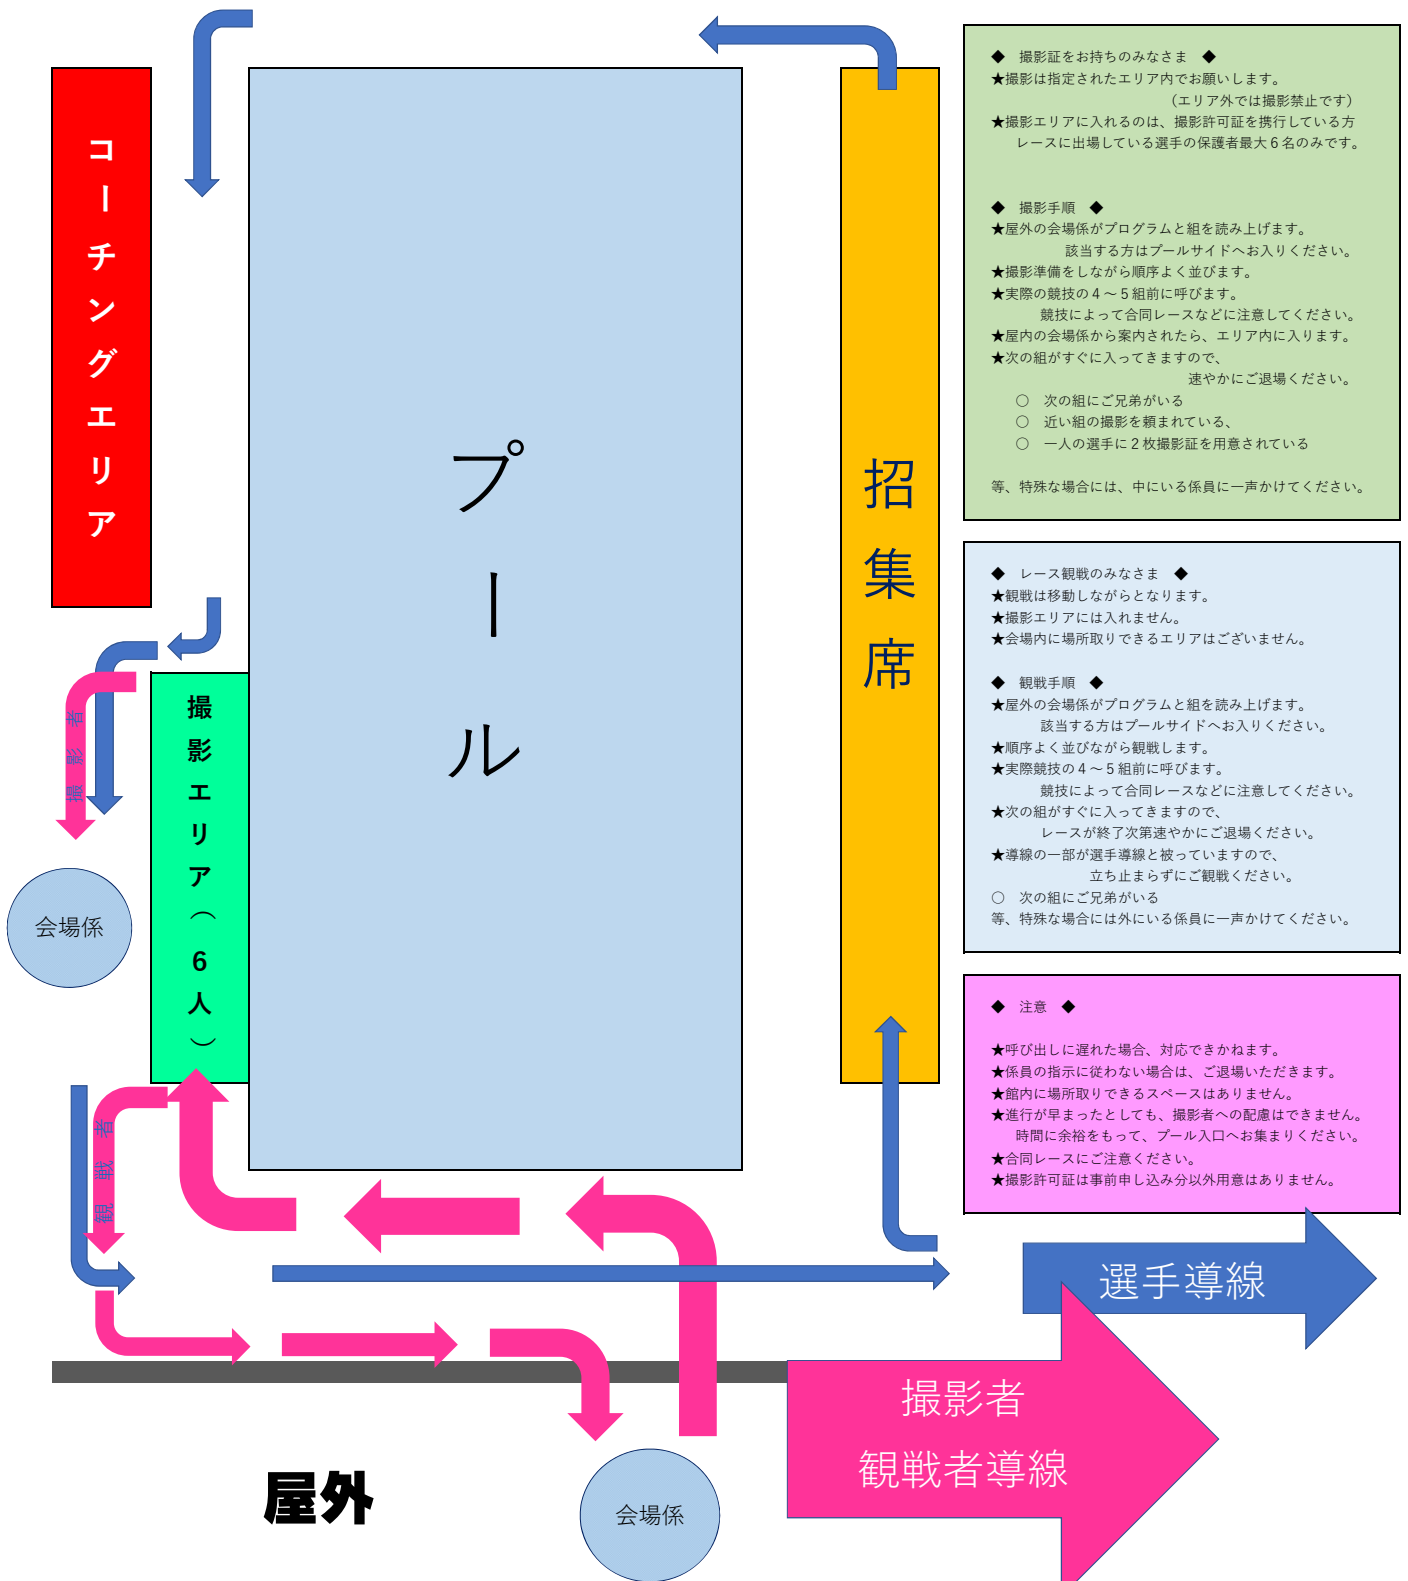 コーチングエリア
プール
招集席
撮影エリア（6人）
撮影者
会場係
観戦者
屋外
会場係
◆　撮影証をお持ちのみなさま　◆
★撮影は指定されたエリア内でお願いします。
（エリア外では撮影禁止です）
★撮影エリアに入れるのは、撮影許可証を携行している方
レースに出場している選手の保護者最大６名のみです。
◆　撮影手順　◆
★屋外の会場係がプログラムと組を読み上げます。
該当する方はプールサイドへお入りください。
★撮影準備をしながら順序よく並びます。
★実際の競技の４～５組前に呼びます。
競技によって合同レースなどに注意してください。
★屋内の会場係から案内されたら、エリア内に入ります。
★次の組がすぐに入ってきますので、
速やかにご退場ください。
○　次の組にご兄弟がいる
○　近い組の撮影を頼まれている、
○　一人の選手に２枚撮影証を用意されている
等、特殊な場合には、中にいる係員に一声かけてください。
◆　レース観戦のみなさま　◆
★観戦は移動しながらとなります。
★撮影エリアには入れません。
★会場内に場所取りできるエリアはございません。
◆　観戦手順　◆
★屋外の会場係がプログラムと組を読み上げます。
該当する方はプールサイドへお入りください。
★順序よく並びながら観戦します。
★実際競技の４～５組前に呼びます。
競技によって合同レースなどに注意してください。
★次の組がすぐに入ってきますので、
レースが終了次第速やかにご退場ください。
★導線の一部が選手導線と被っていますので、
立ち止まらずにご観戦ください。
○　次の組にご兄弟がいる
等、特殊な場合には外にいる係員に一声かけてください。
◆　注意　◆
★呼び出しに遅れた場合、対応できかねます。
★係員の指示に従わない場合は、ご退場いただきます。
★館内に場所取りできるスペースはありません。
★進行が早まったとしても、撮影者への配慮はできません。
時間に余裕をもって、プール入口へお集まりください。
★合同レースにご注意ください。
★撮影許可証は事前申し込み分以外用意はありません。
選手導線
撮影者
観戦者導線